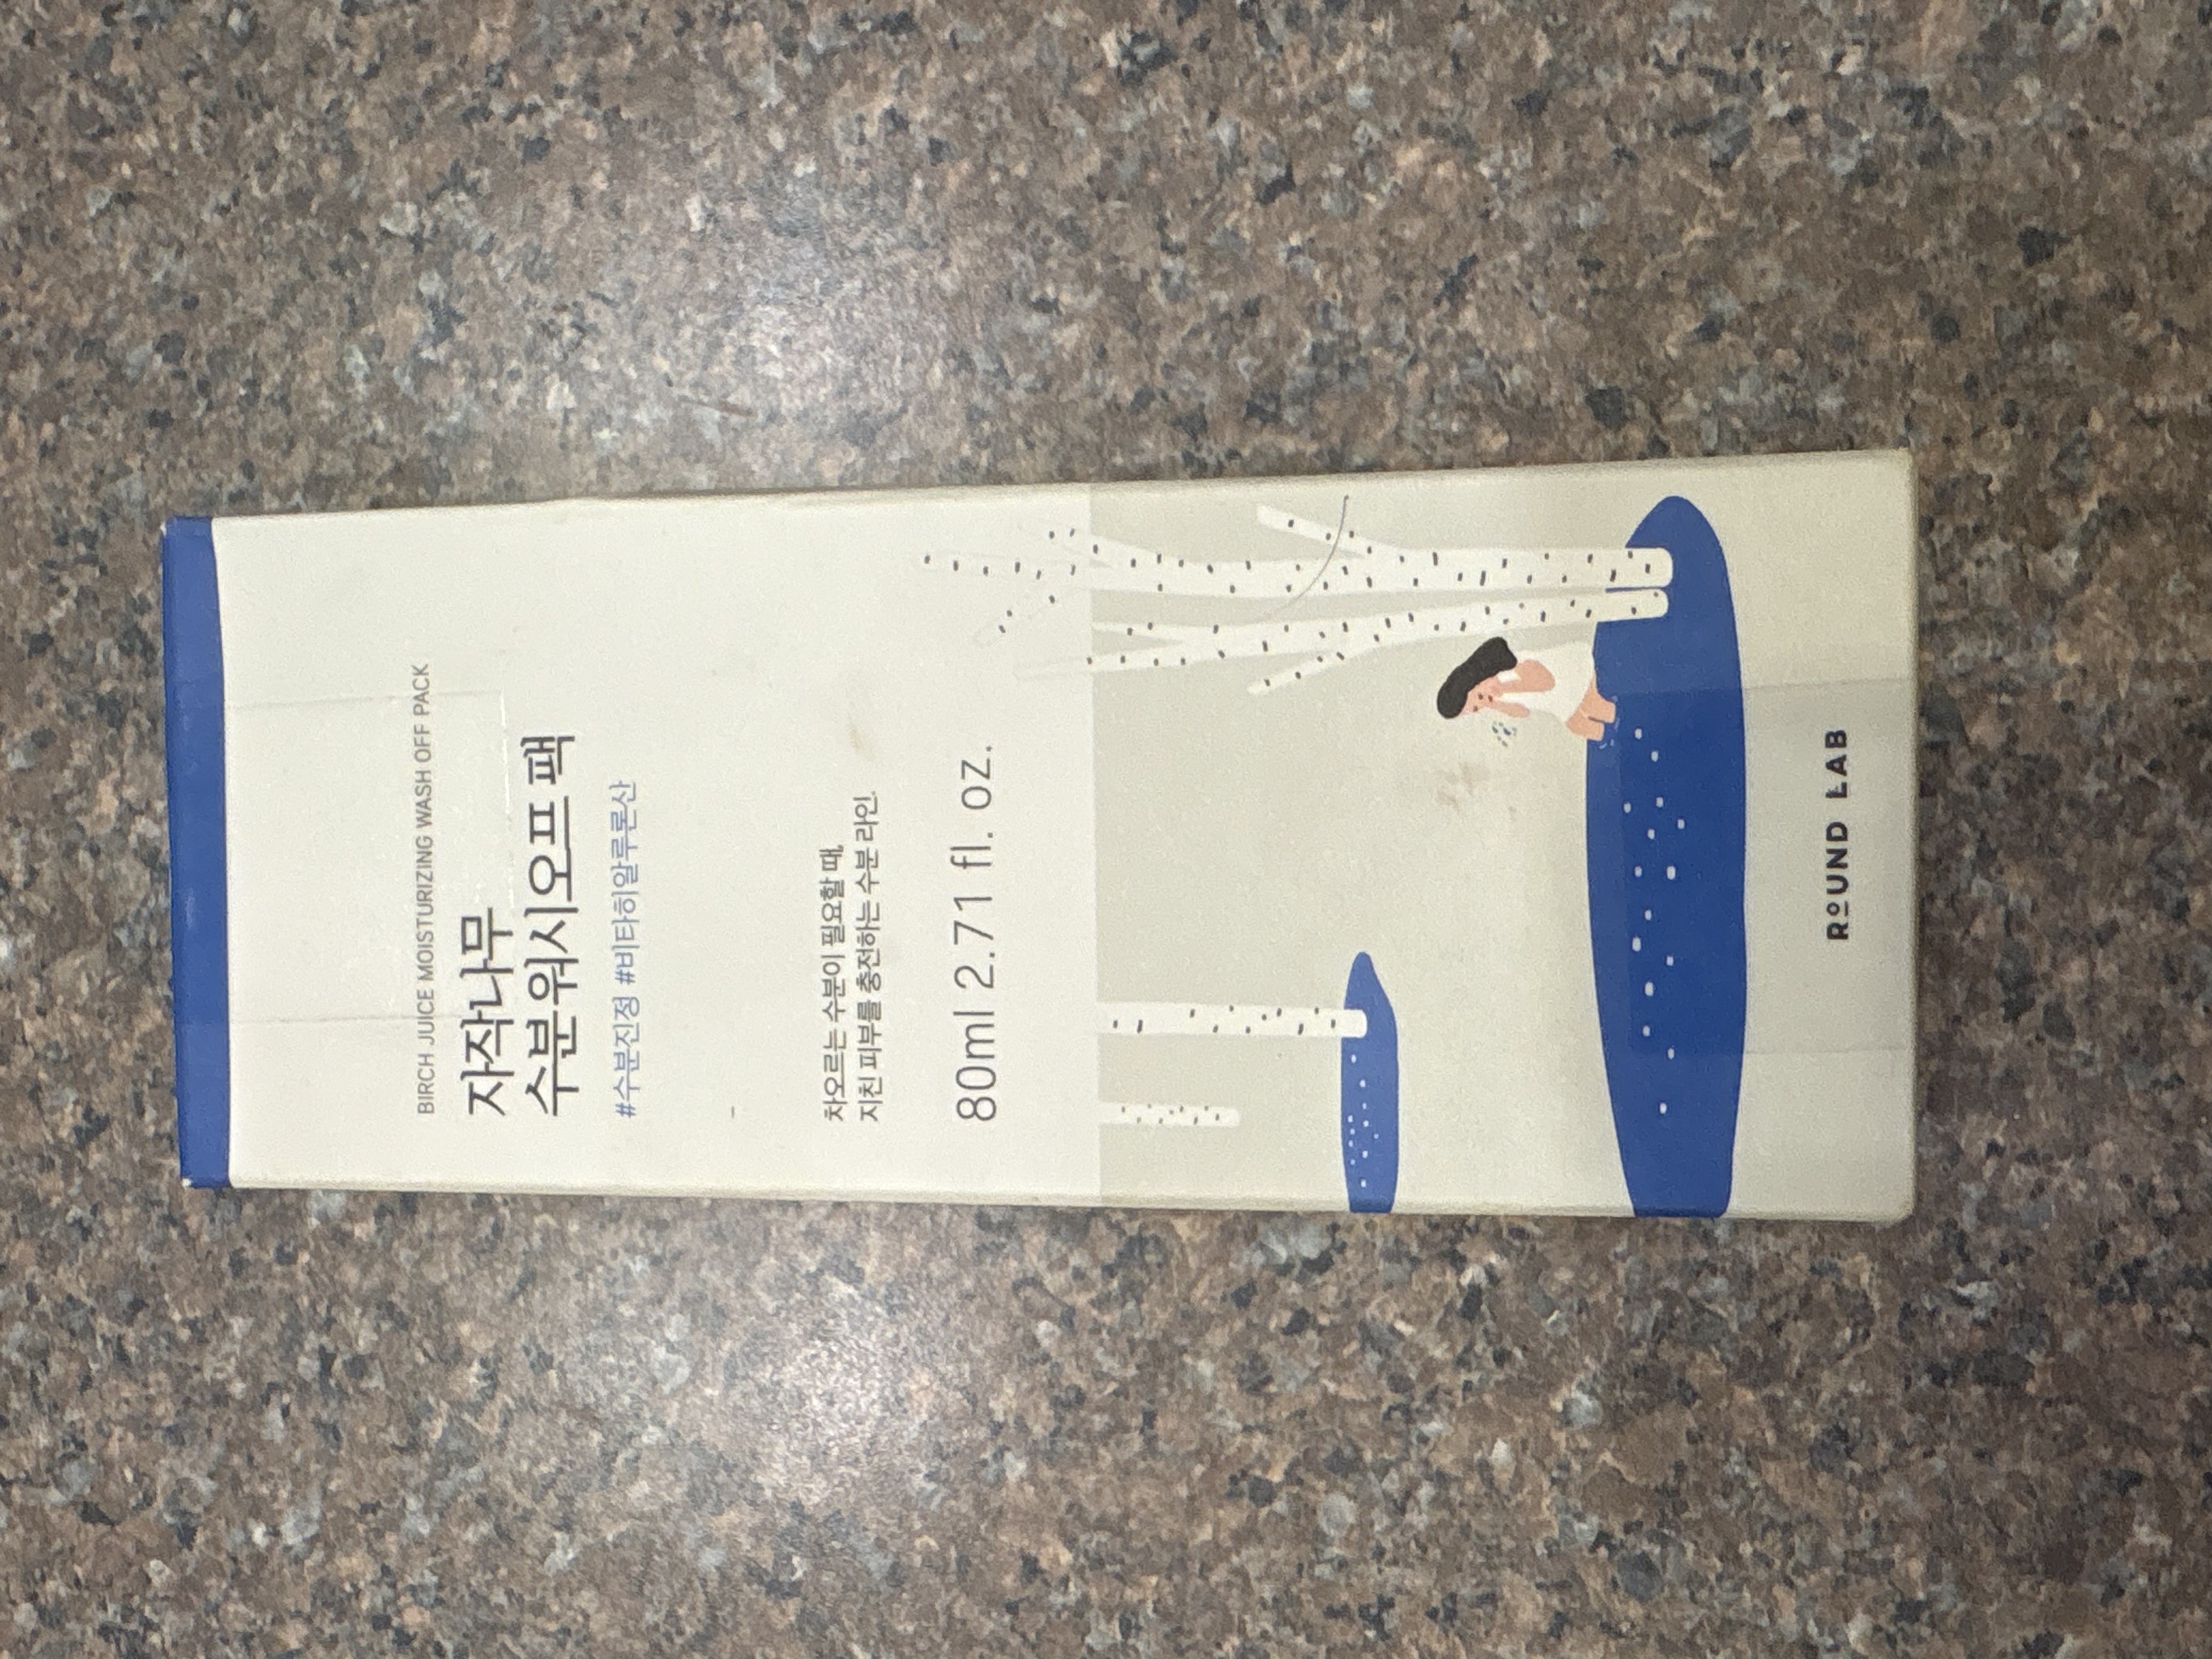 BIRCH JUICE MOISTURIZING WASH OFF PACK
자작나무
수분워시오프 팩
#수분진정 #비타히알루론산
차오르는 수분이 필요할 때,
지친 피부를 충전하는 수분 라인.
80ml 2.71 fl. oz.
ROUND LAB